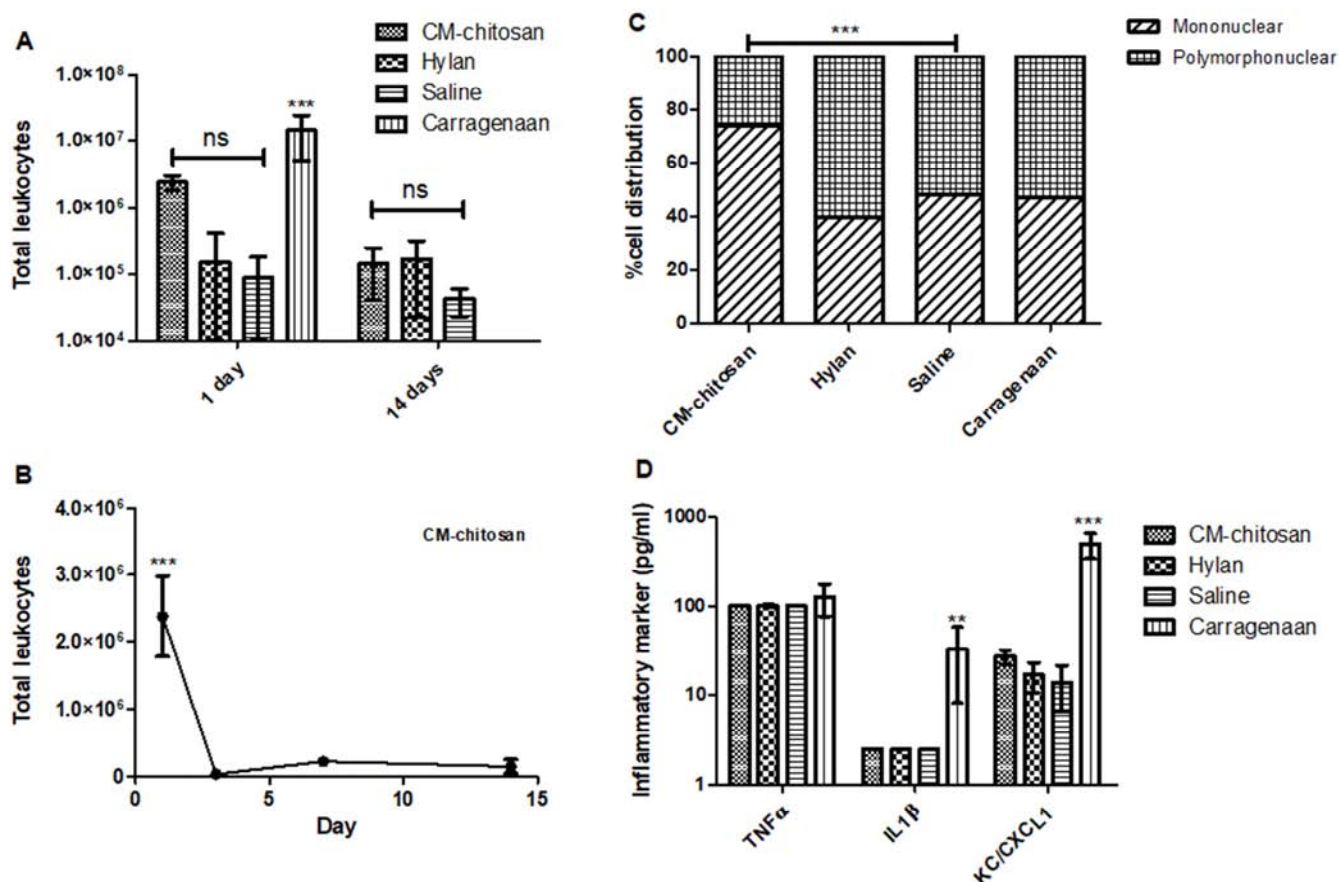 A
CM-chitosan
Hylan
Saline
Carragenaan
Total leukocytes
1.0×10⁸
1.0×10⁷
1.0×10⁶
1.0×10⁵
1.0×10⁴
ns
***
ns
1 day
14 days
C
***
Mononuclear
Polymorphonuclear
%cell distribution
100
80
60
40
20
0
CM-chitosan
Hylan
Saline
Carragenaan
B
CM-chitosan
Total leukocytes
4.0×10⁶
3.0×10⁶
2.0×10⁶
1.0×10⁶
0
***
0
5
10
15
Day
D
Inflammatory marker (pg/ml)
1000
100
10
1
**
***
CM-chitosan
Hylan
Saline
Carragenaan
TNFα
IL1β
KC/CXCL1